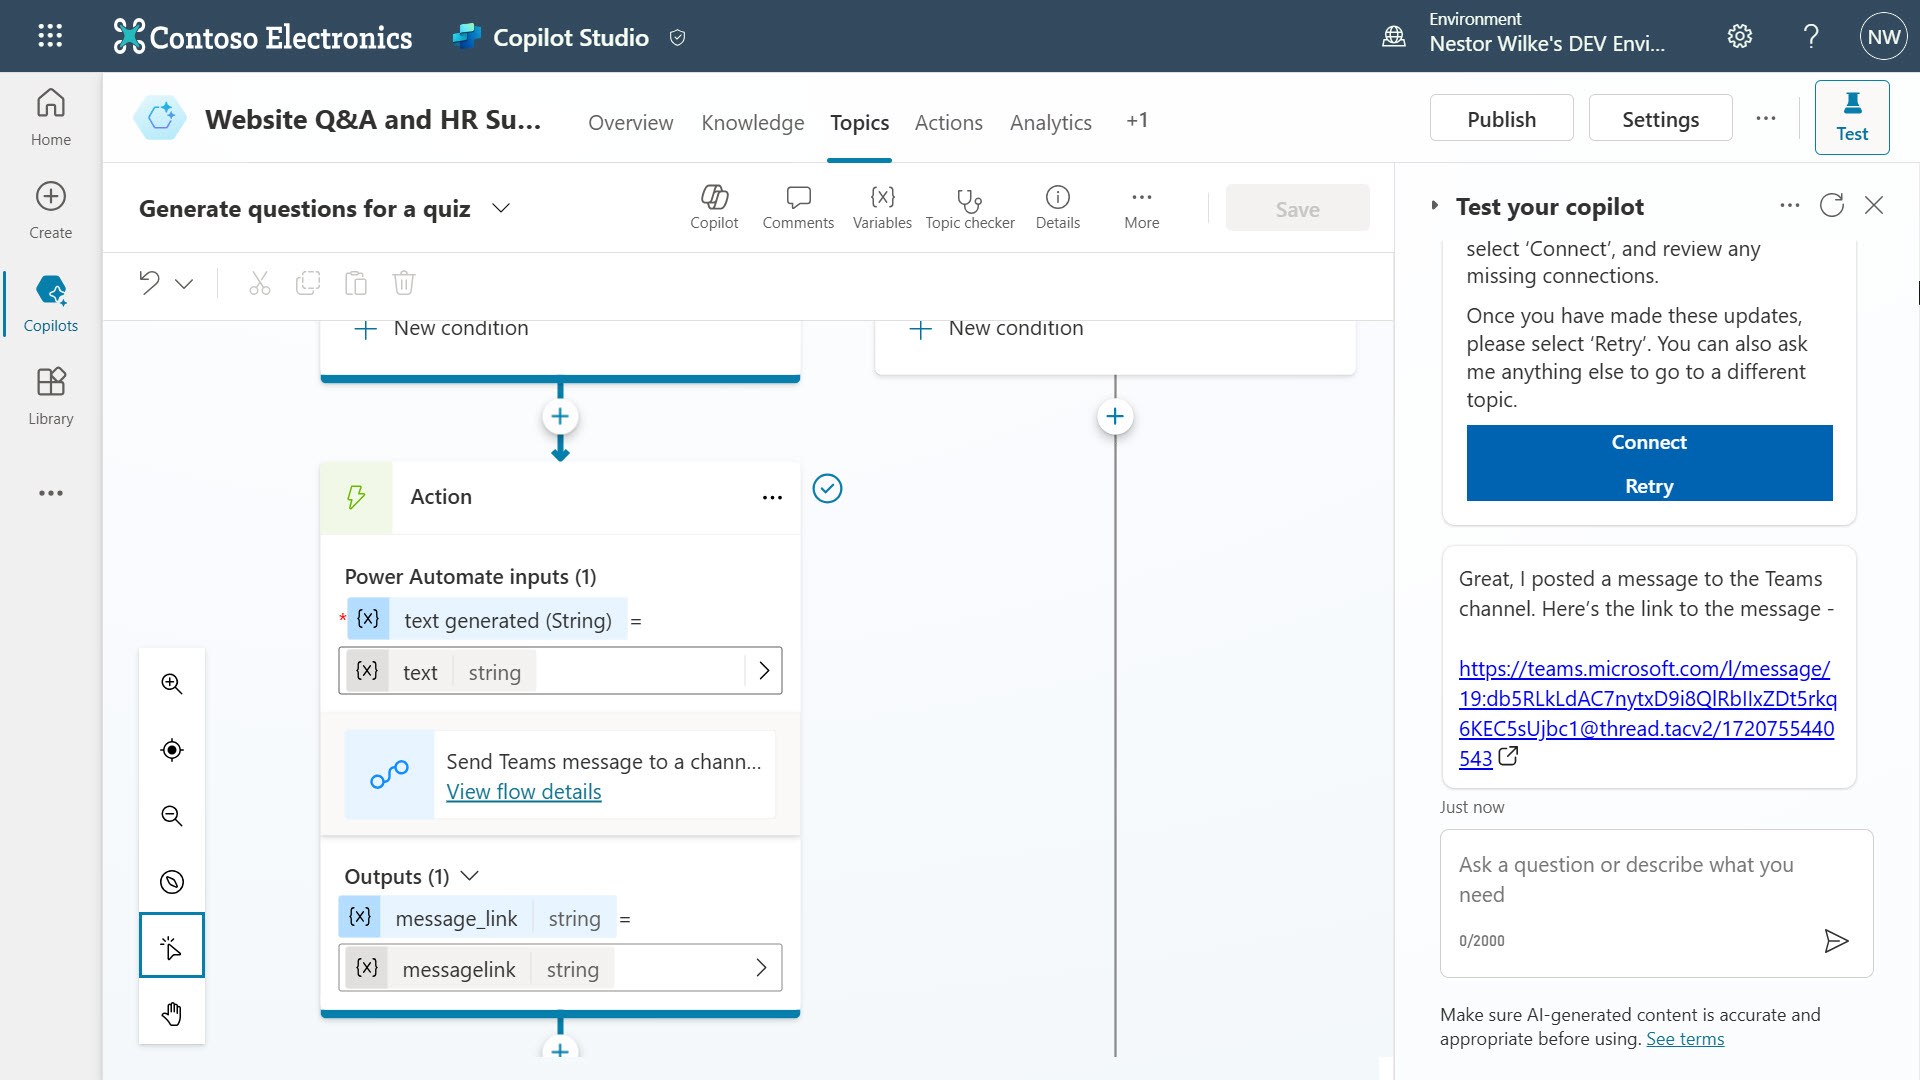 Contoso Electronics
Copilot Studio
Environment
Nestor Wilke's DEV Envi...
NW
Home
Create
Copilots
Library
Website Q&A and HR Su...
Overview
Knowledge
Topics
Actions
Analytics
+1
Publish
Settings
Test
Generate questions for a quiz
Copilot
Comments
Variables
Topic checker
Details
More
Save
New condition
New condition
Action
Power Automate inputs (1)
* {x} text generated (String) =
{x} text string
Send Teams message to a chann...
View flow details
Outputs (1)
{x} message_link string =
{x} messagelink string
Test your copilot
select ‘Connect’, and review any
missing connections.
Once you have made these updates,
please select ‘Retry’. You can also ask
me anything else to go to a different
topic.
Connect
Retry
Great, I posted a message to the Teams
channel. Here’s the link to the message -
https://teams.microsoft.com/l/message/
19:db5RLkLdAC7nytxD9i8QlRbIIxZDt5rkq
6KEC5sUjbc1@thread.tacv2/1720755440
543
Just now
Ask a question or describe what you
need
0/2000
Make sure AI-generated content is accurate and
appropriate before using. See terms